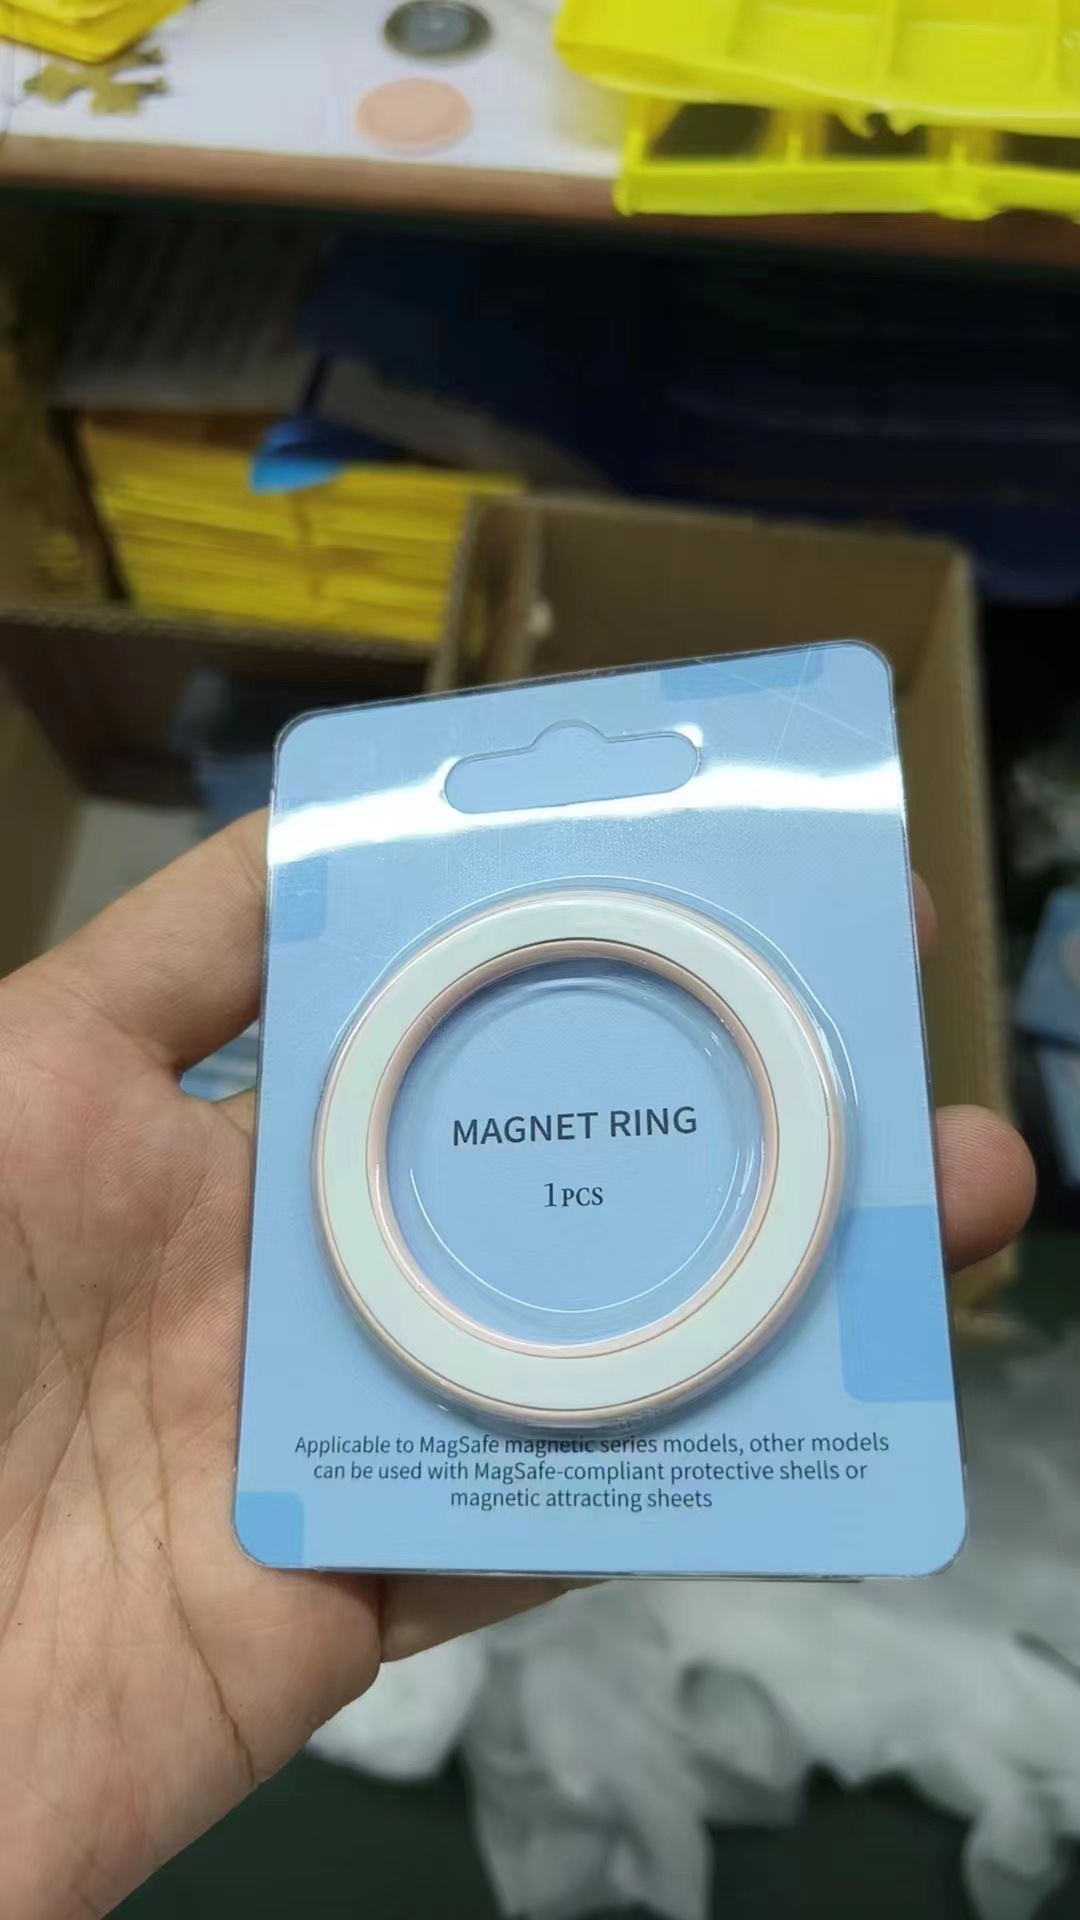 MAGNET RING
1PCS
Applicable to MagSafe magnetic series models, other models
can be used with MagSafe-compliant protective shells or
magnetic attracting sheets